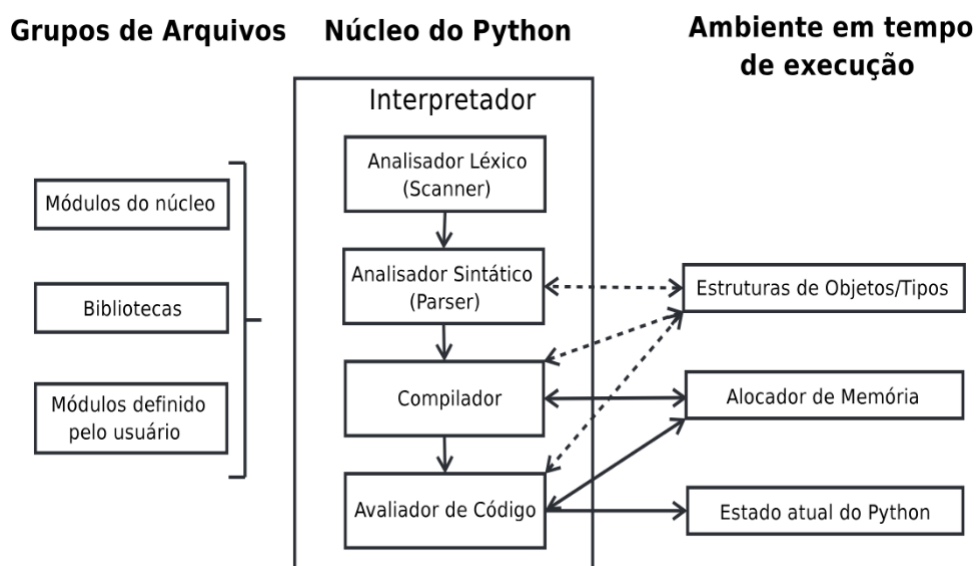 Grupos de Arquivos
Núcleo do Python
Ambiente em tempo
de execução
Interpretador
Módulos do núcleo
Bibliotecas
Módulos definido
pelo usuário
Analisador Léxico
(Scanner)
Analisador Sintático
(Parser)
Compilador
Avaliador de Código
Estruturas de Objetos/Tipos
Alocador de Memória
Estado atual do Python